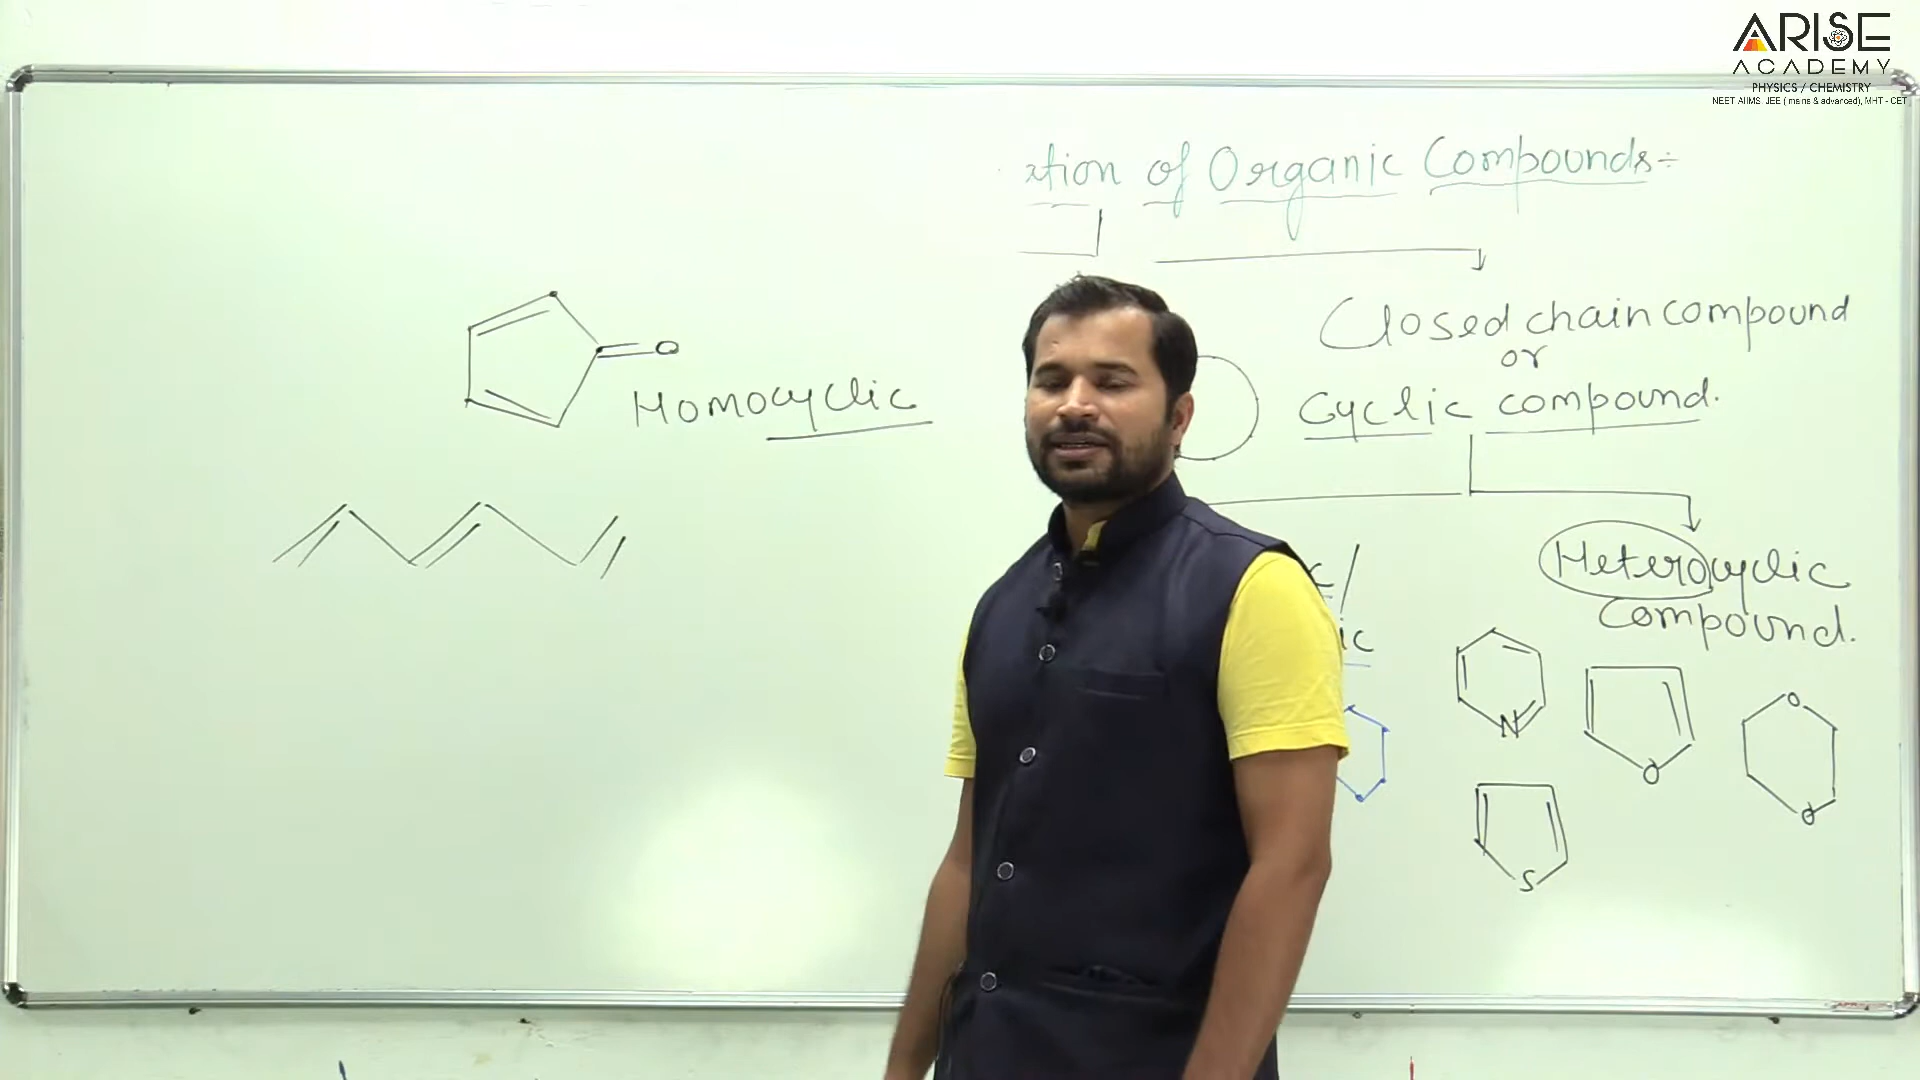 ARISE
ACADEMY
PHYSICS / CHEMISTRY
NEET AIIMS JEE ( mains & advanced), MHT - CET
of Organic Compounds:-
Closed chain compound
or
Cyclic compound.
O
Homocyclic
Heterocyclic
compound.
N
O
O
O
S